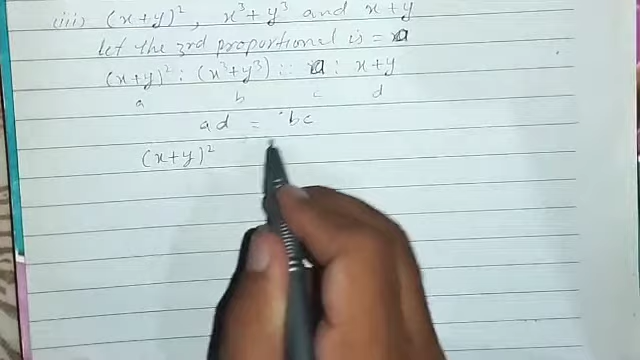 (iii) (x+y)², x³+y³ and x+y
let the 3rd proportional is = a
(x+y)² : (x³+y³) :: a : x+y
a b c d
ad = bc
(x+y)²